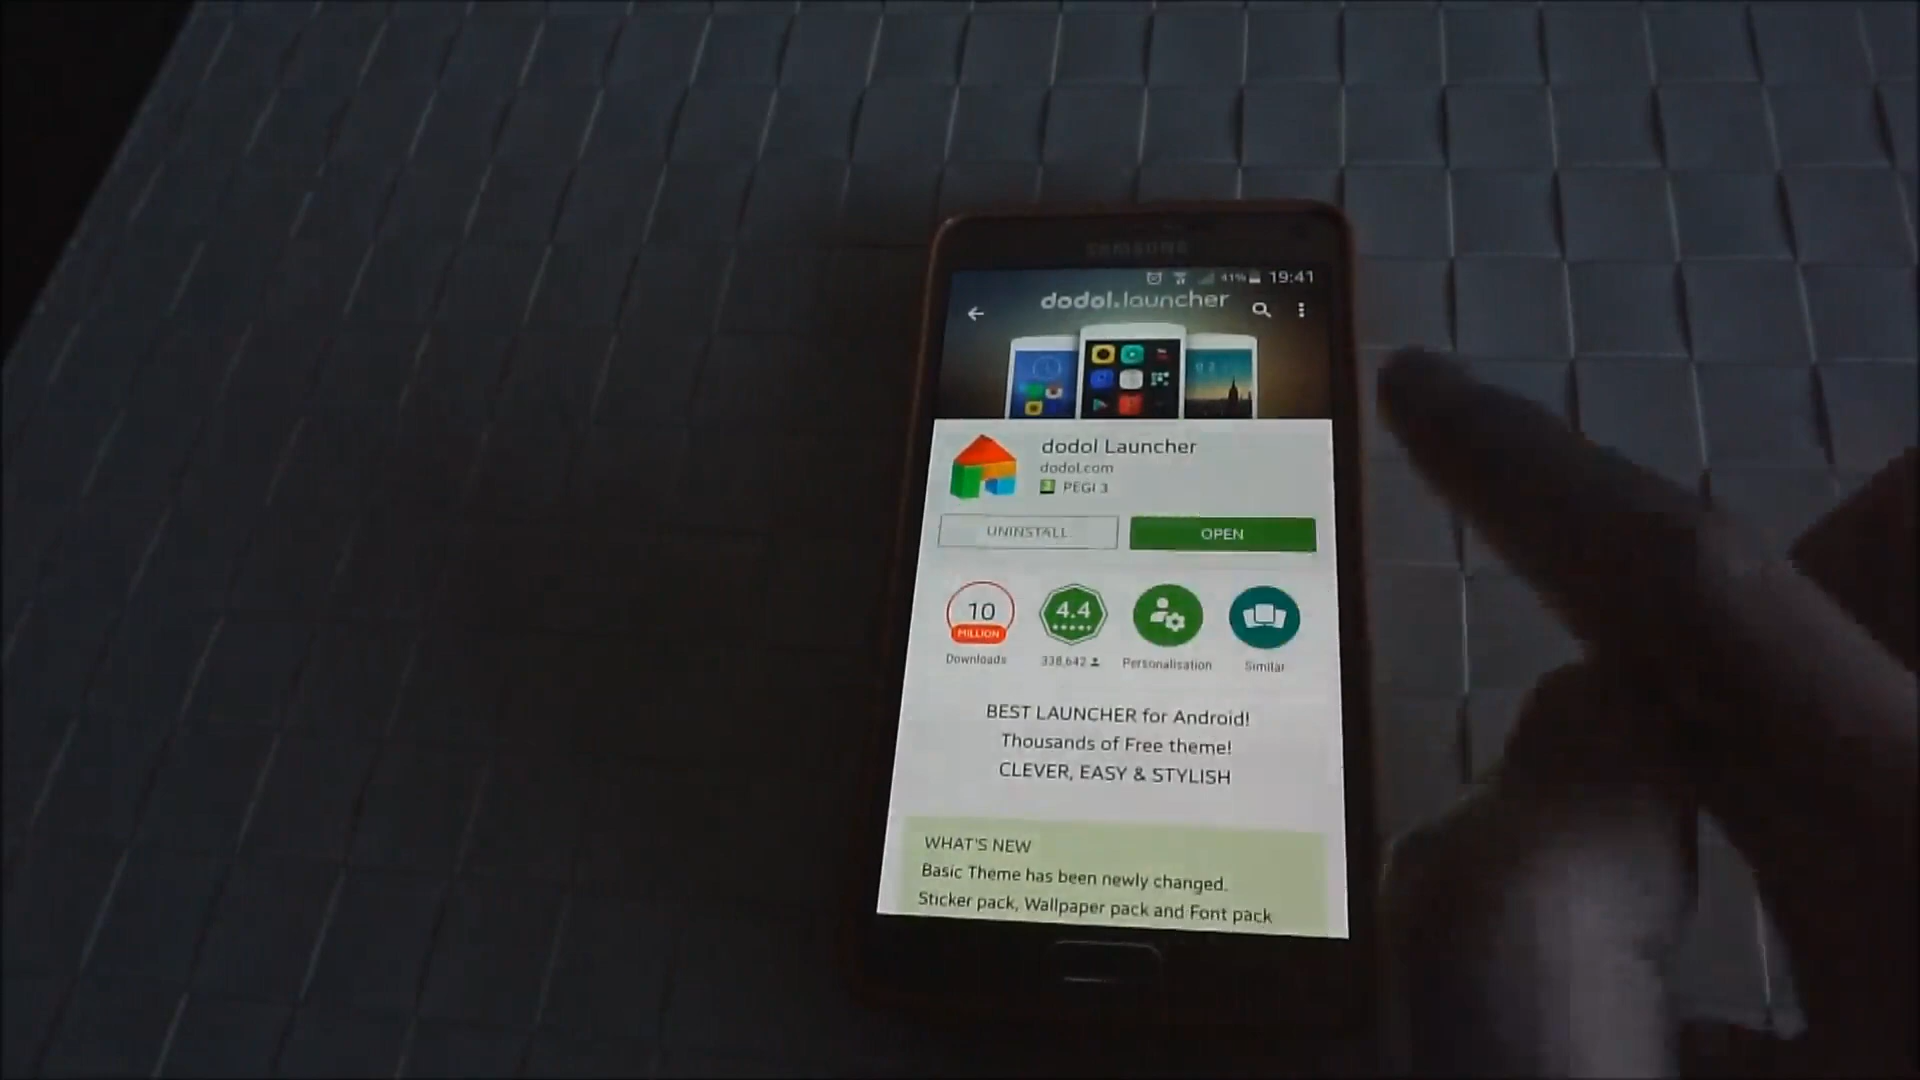 SAMSUNG
41% 19:41
dodol.launcher
dodol Launcher
dodol.com
3 PEGI 3
UNINSTALL
OPEN
10
MILLION
Downloads
4.4
338,642
Personalisation
Similar
BEST LAUNCHER for Android!
Thousands of Free theme!
CLEVER, EASY & STYLISH
WHAT'S NEW
Basic Theme has been newly changed.
Sticker pack, Wallpaper pack and Font pack